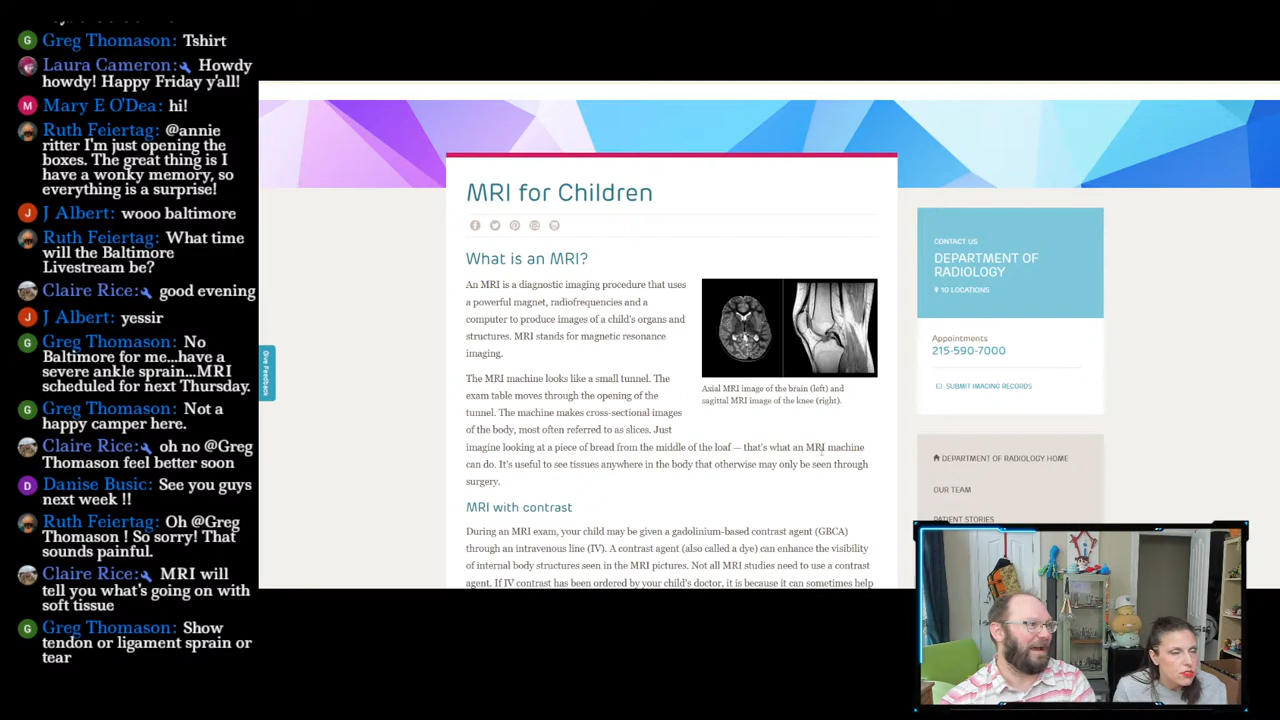 Greg Thomason: Tshirt
Laura Cameron: Howdy
howdy! Happy Friday y'all!
Mary E O'Dea: hi!
Ruth Feiertag: @annie
ritter I'm just opening the
boxes. The great thing is I
have a wonky memory, so
everything is a surprise!
J Albert: wooo baltimore
Ruth Feiertag: What time
will the Baltimore
Livestream be?
Claire Rice: good evening
J Albert: yessir
Greg Thomason: No
Baltimore for me...have a
severe ankle sprain...MRI
scheduled for next Thursday.
Greg Thomason: Not a
happy camper here.
Claire Rice: oh no @Greg
Thomason feel better soon
Danise Busic: See you guys
next week !!
Ruth Feiertag: Oh @Greg
Thomason ! So sorry! That
sounds painful.
Claire Rice: MRI will
tell you what's going on with
soft tissue
Greg Thomason: Show
tendon or ligament sprain or
tear
Give Feedback
MRI for Children
What is an MRI?
An MRI is a diagnostic imaging procedure that uses
a powerful magnet, radiofrequencies and a
computer to produce images of a child's organs and
structures. MRI stands for magnetic resonance
imaging.
The MRI machine looks like a small tunnel. The
exam table moves through the opening of the
tunnel. The machine makes cross-sectional images
of the body, most often referred to as slices. Just
imagine looking at a piece of bread from the middle of the loaf — that's what an MRI machine
can do. It's useful to see tissues anywhere in the body that otherwise may only be seen through
surgery.
Axial MRI image of the brain (left) and
sagittal MRI image of the knee (right).
MRI with contrast
During an MRI exam, your child may be given a gadolinium-based contrast agent (GBCA)
through an intravenous line (IV). A contrast agent (also called a dye) can enhance the visibility
of internal body structures seen in the MRI pictures. Not all MRI studies need to use a contrast
agent. If IV contrast has been ordered by your child's doctor, it is because it can sometimes help
CONTACT US
DEPARTMENT OF
RADIOLOGY
10 LOCATIONS
Appointments
215-590-7000
SUBMIT IMAGING RECORDS
DEPARTMENT OF RADIOLOGY HOME
OUR TEAM
PATIENT STORIES